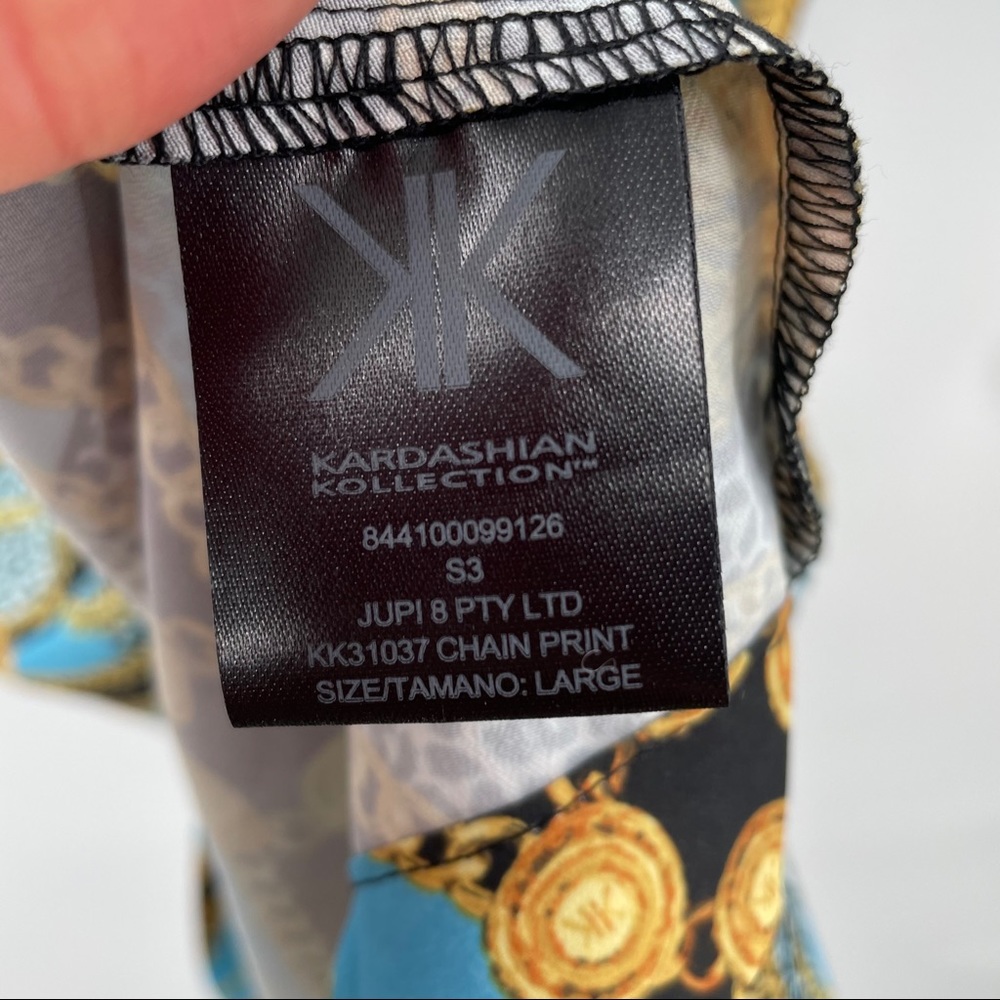 KARDASHIAN
KOLLECTION™
844100099126
S3
JUPI 8 PTY LTD
KK31037 CHAIN PRINT
SIZE/TAMANO: LARGE